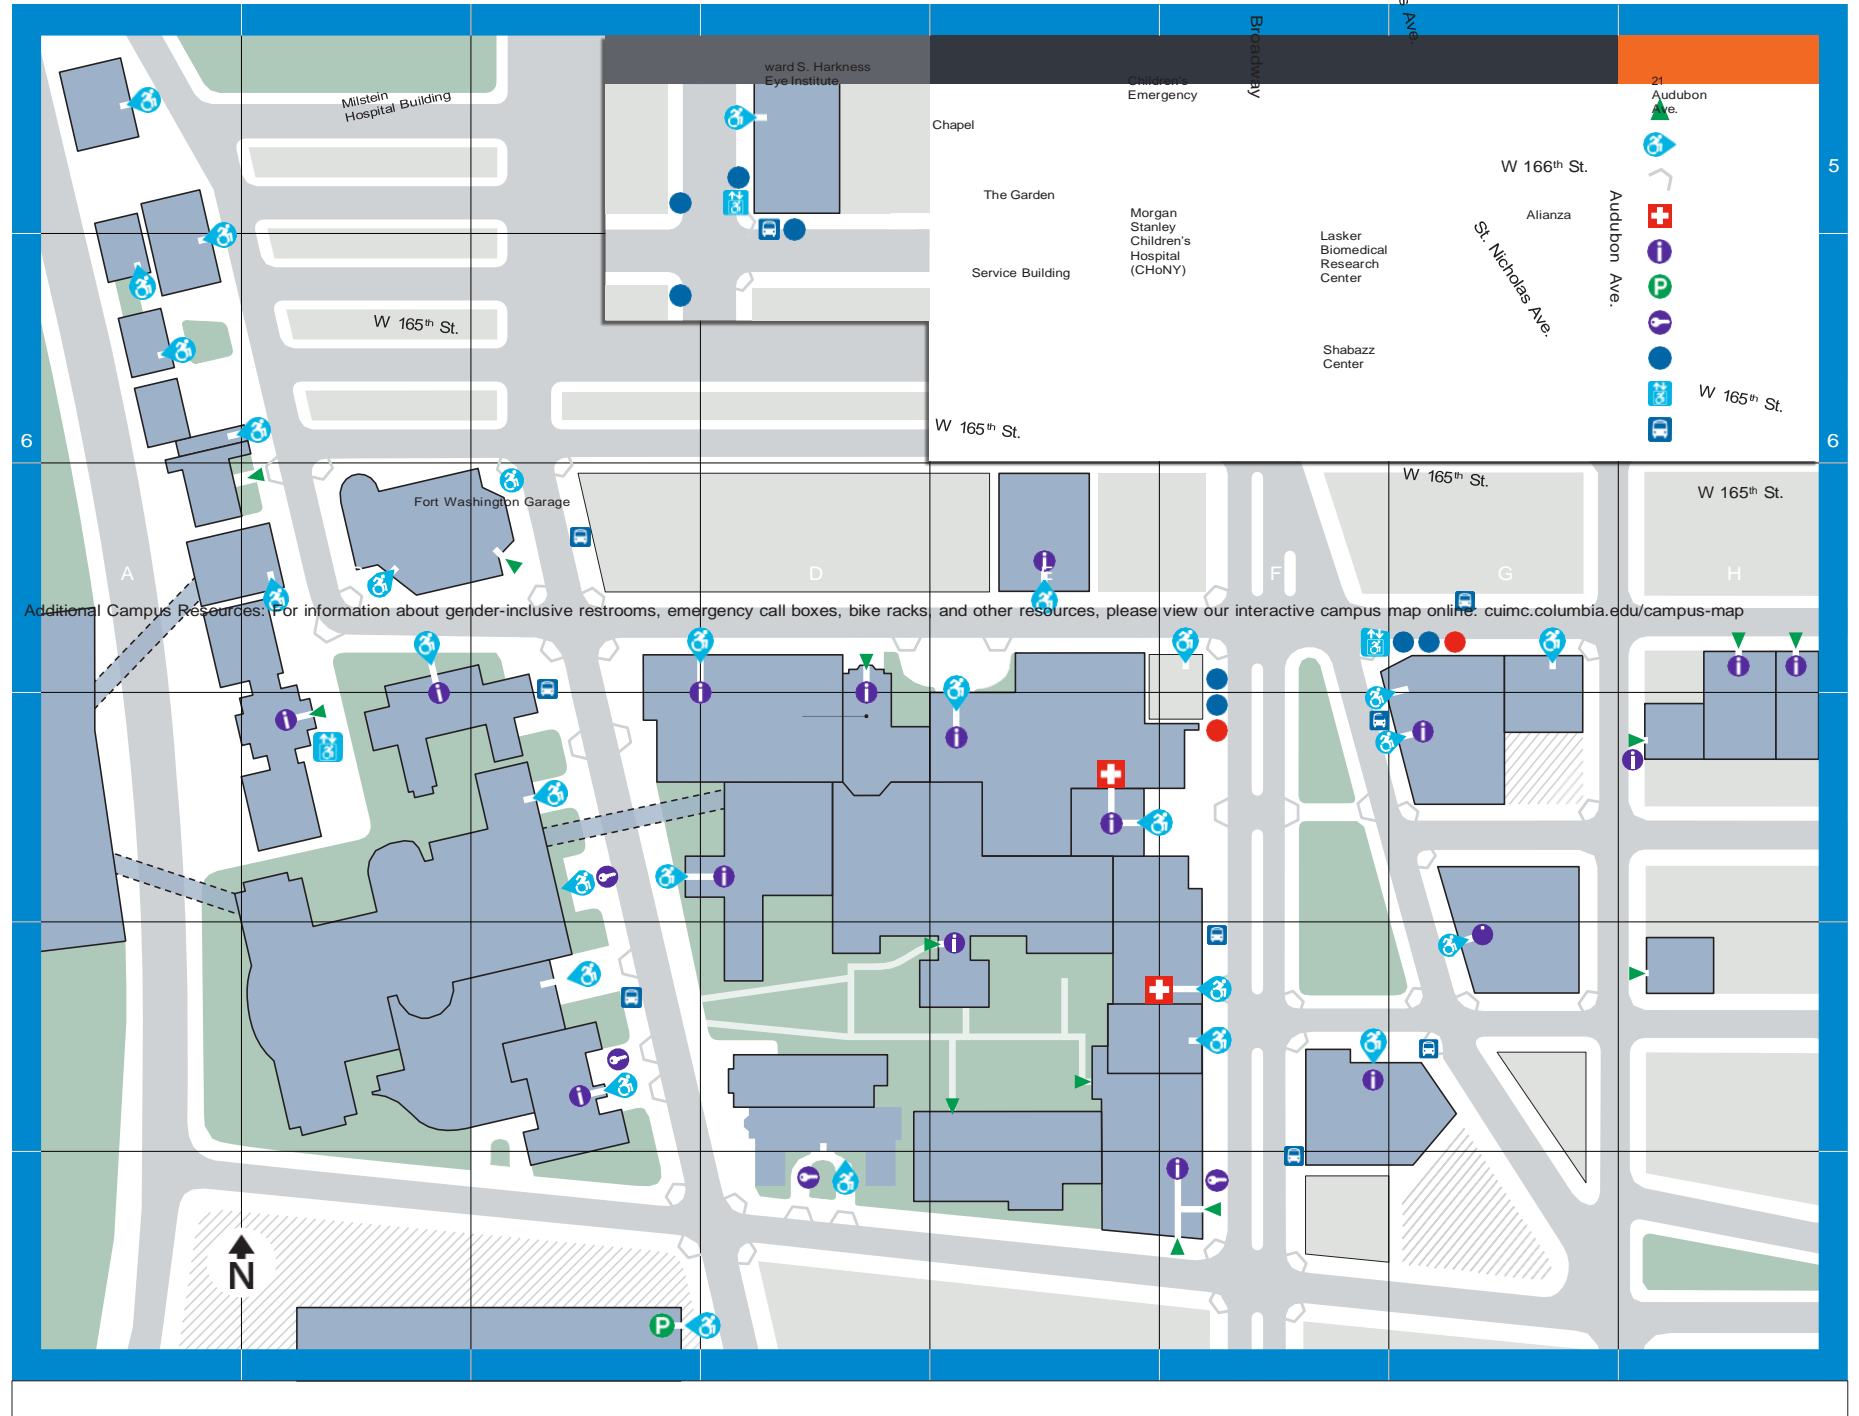 s Ave.
Broadway
ward S. Harkness
Eye Institute
Children's
Emergency
21
Audubon
Ave.
Milstein
Hospital Building
Chapel
W 166th St.
5
5
The Garden
Morgan
Stanley
Children's
Hospital
(CHoNY)
Alianza
Audubon Ave.
St. Nicholas Ave.
Lasker
Biomedical
Research
Center
Service Building
W 165th St.
Shabazz
Center
W 165th St.
W 165th St.
6
6
W 165th St.
W 165th St.
Fort Washington Garage
A
D
E
F
G
H
Additional Campus Resources: For information about gender-inclusive restrooms, emergency call boxes, bike racks, and other resources, please view our interactive campus map online: cuimc.columbia.edu/campus-map
N
P
P